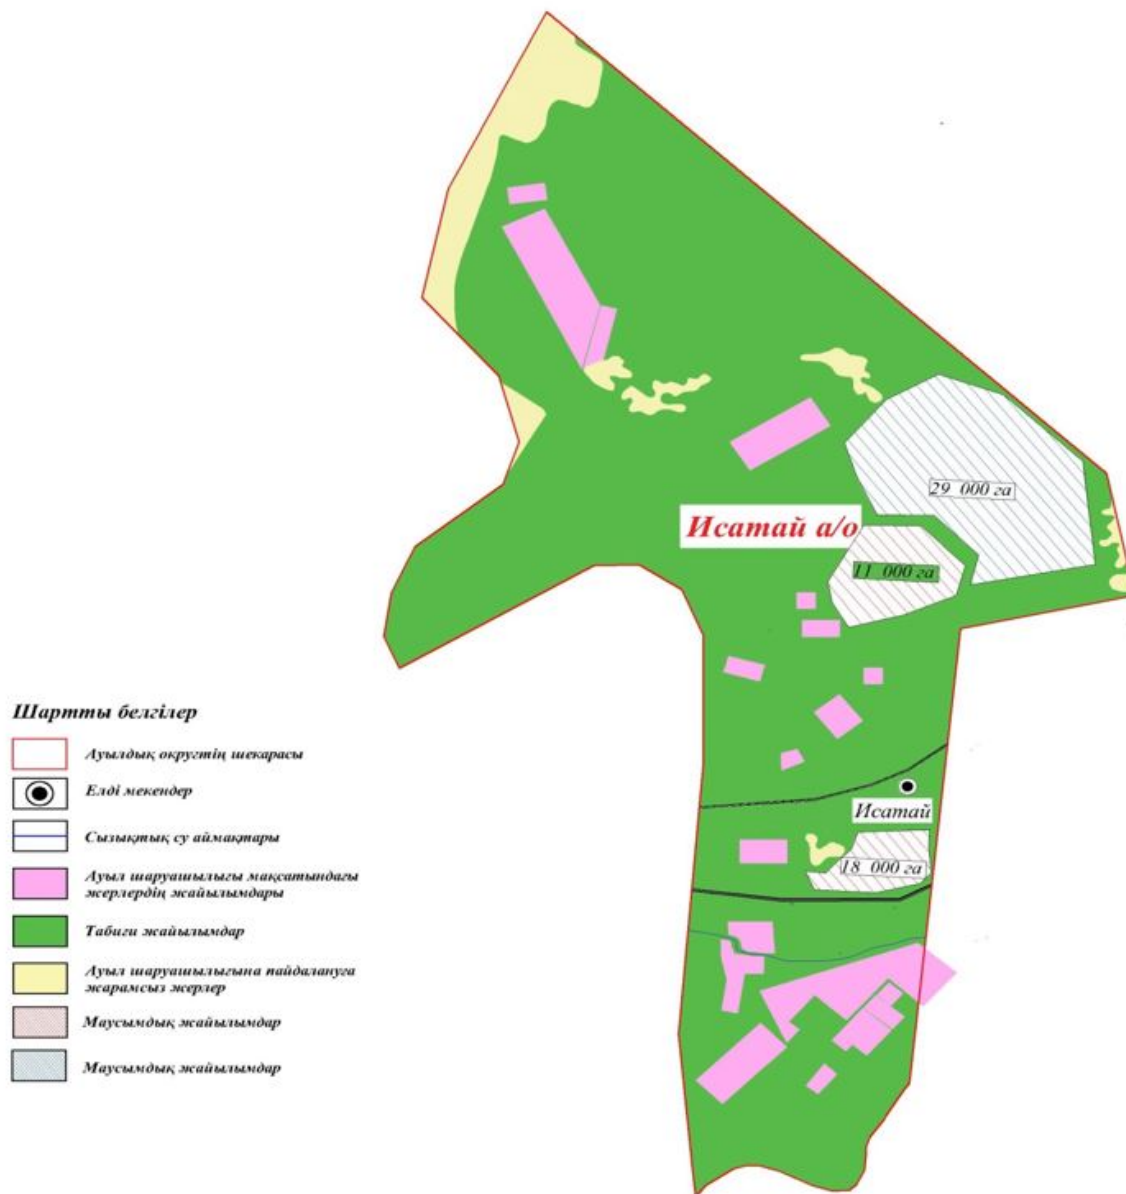 29 000 га
Исатай а/о
11 000 га
Исатай
18 000 га
Шартты белгілер
Ауылдық округтің шекарасы
Елді мекендер
Сызықтық су аймақтары
Ауыл шаруашылығы мақсатындағы
жерлердің жайылымдары
Табиғи жайылымдар
Ауыл шаруашылығына пайдалануға
жарамсыз жерлер
Маусымдық жайылымдар
Маусымдық жайылымдар